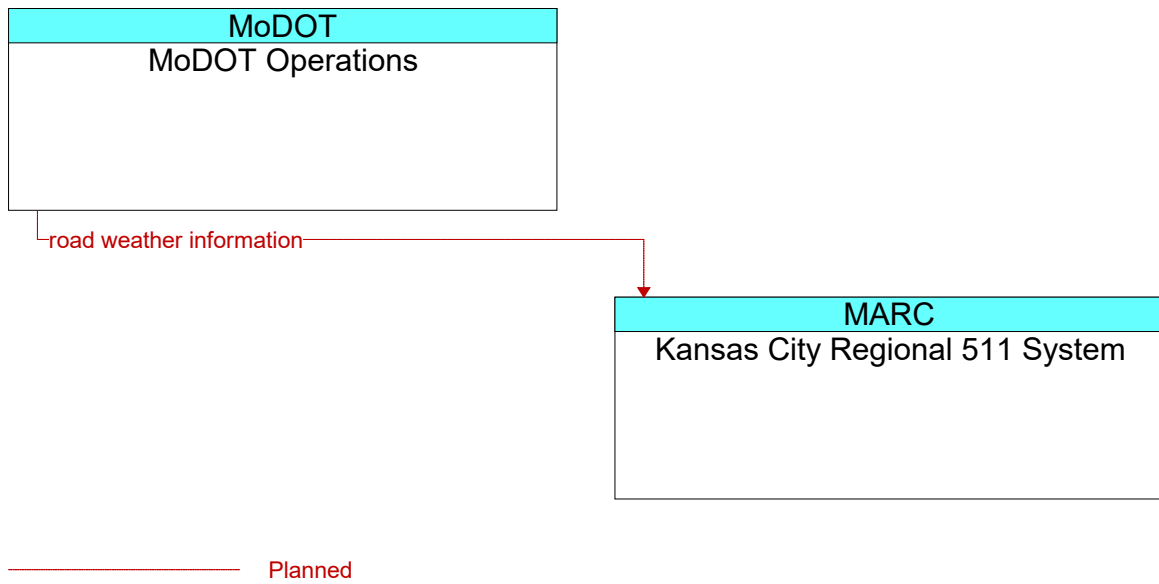 MoDOT
MoDOT Operations
road weather information
MARC
Kansas City Regional 511 System
Planned